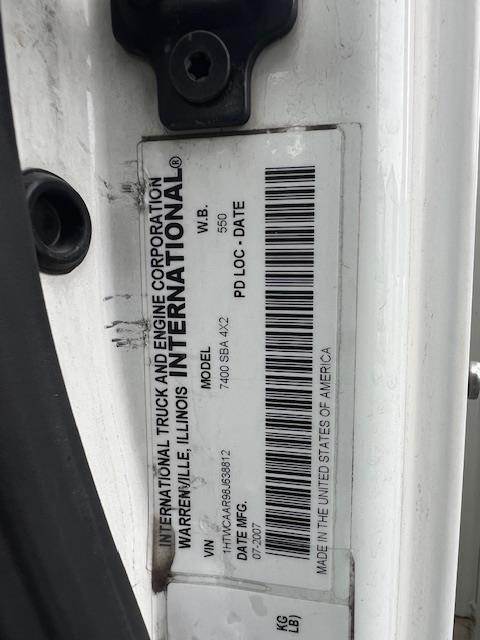 INTERNATIONAL TRUCK AND ENGINE CORPORATION
WARRENVILLE, ILLINOIS INTERNATIONAL®
VIN MODEL W.B.
1HTWCAAR98J638812 7400 SBA 4X2 550
DATE MFG. PD LOC - DATE
07-2007
MADE IN THE UNITED STATES OF AMERICA
KG
LB)